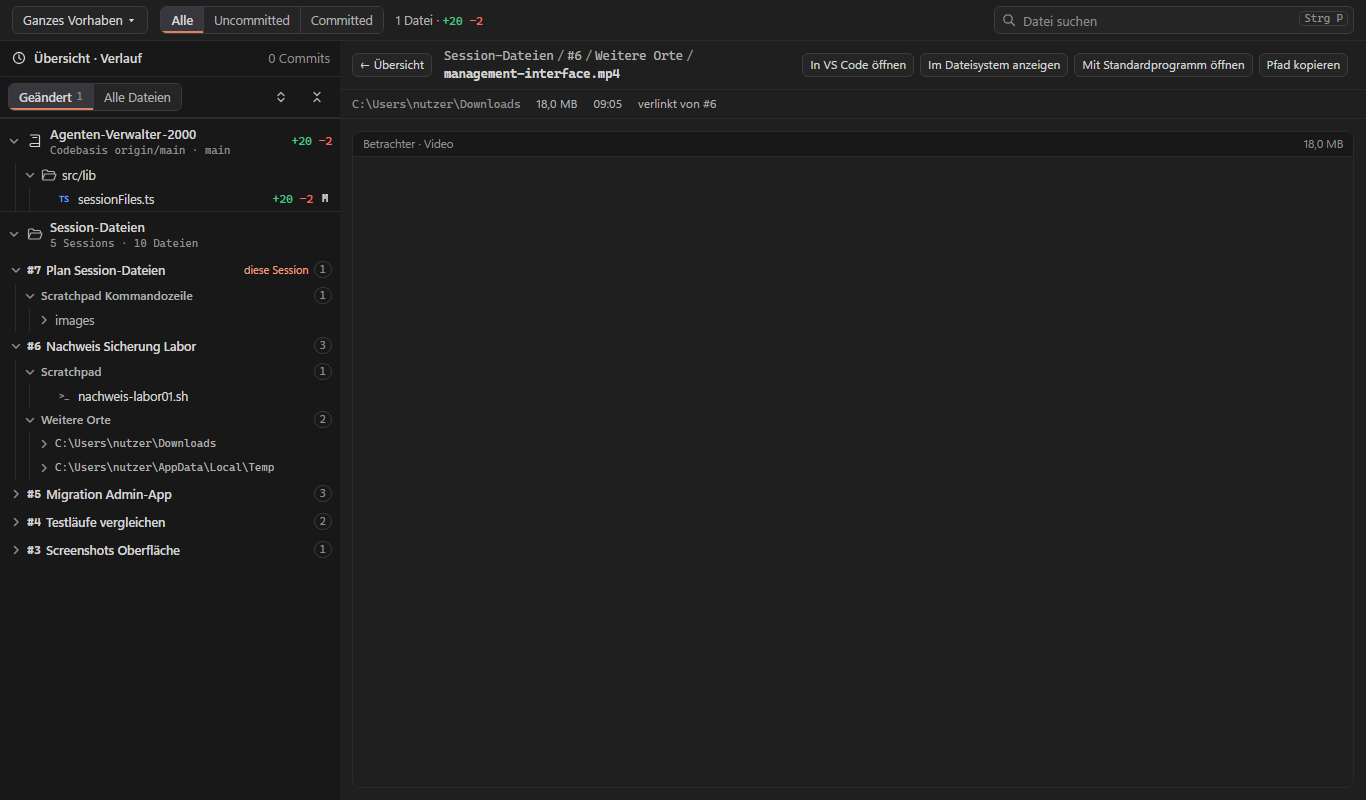 Ganzes Vorhaben
Alle
Uncommitted
Committed
1 Datei · +20 −2
Datei suchen
Strg P
Übersicht · Verlauf
0 Commits
Geändert 1
Alle Dateien
Agenten-Verwalter-2000
Codebasis origin/main · main
+20 −2
src/lib
TS sessionFiles.ts
+20 −2 M
Session-Dateien
5 Sessions · 10 Dateien
#7 Plan Session-Dateien
diese Session 1
Scratchpad Kommandozeile 1
images
#6 Nachweis Sicherung Labor 3
Scratchpad 1
>_ nachweis-labor01.sh
Weitere Orte 2
C:\Users\nutzer\Downloads
C:\Users\nutzer\AppData\Local\Temp
#5 Migration Admin-App 3
#4 Testläufe vergleichen 2
#3 Screenshots Oberfläche 1
← Übersicht
Session-Dateien / #6 / Weitere Orte /
management-interface.mp4
In VS Code öffnen
Im Dateisystem anzeigen
Mit Standardprogramm öffnen
Pfad kopieren
C:\Users\nutzer\Downloads 18,0 MB 09:05 verlinkt von #6
Betrachter · Video
18,0 MB